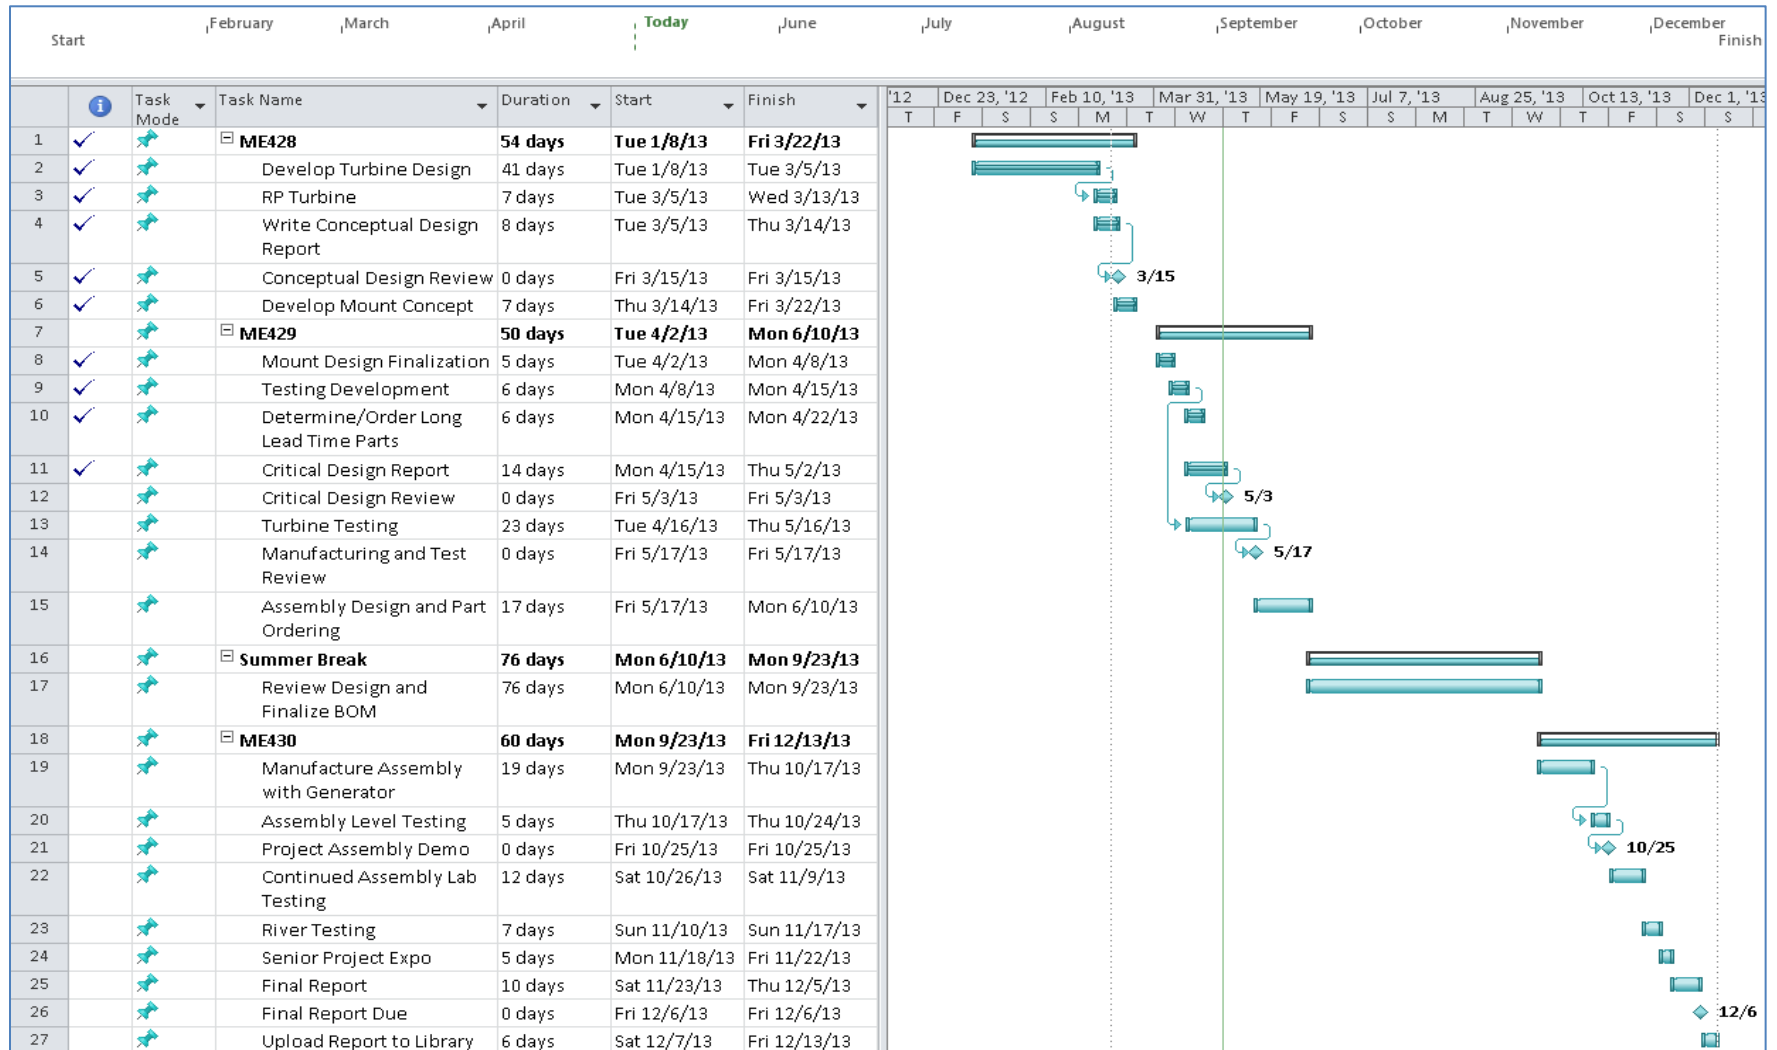 February March April Today June July August September October November December
Start Finish
Task Mode Task Name Duration Start Finish '12 Dec 23, '12 Feb 10, '13 Mar 31, '13 May 19, '13 Jul 7, '13 Aug 25, '13 Oct 13, '13 Dec 1, '13
T F S S M T W T F S S M T W T F S S
1 ME428 54 days Tue 1/8/13 Fri 3/22/13
2 Develop Turbine Design 41 days Tue 1/8/13 Tue 3/5/13
3 RP Turbine 7 days Tue 3/5/13 Wed 3/13/13
4 Write Conceptual Design 8 days Tue 3/5/13 Thu 3/14/13
Report
5 Conceptual Design Review 0 days Fri 3/15/13 Fri 3/15/13 3/15
6 Develop Mount Concept 7 days Thu 3/14/13 Fri 3/22/13
7 ME429 50 days Tue 4/2/13 Mon 6/10/13
8 Mount Design Finalization 5 days Tue 4/2/13 Mon 4/8/13
9 Testing Development 6 days Mon 4/8/13 Mon 4/15/13
10 Determine/Order Long 6 days Mon 4/15/13 Mon 4/22/13
Lead Time Parts
11 Critical Design Report 14 days Mon 4/15/13 Thu 5/2/13
12 Critical Design Review 0 days Fri 5/3/13 Fri 5/3/13 5/3
13 Turbine Testing 23 days Tue 4/16/13 Thu 5/16/13
14 Manufacturing and Test 0 days Fri 5/17/13 Fri 5/17/13 5/17
Review
15 Assembly Design and Part 17 days Fri 5/17/13 Mon 6/10/13
Ordering
16 Summer Break 76 days Mon 6/10/13 Mon 9/23/13
17 Review Design and 76 days Mon 6/10/13 Mon 9/23/13
Finalize BOM
18 ME430 60 days Mon 9/23/13 Fri 12/13/13
19 Manufacture Assembly 19 days Mon 9/23/13 Thu 10/17/13
with Generator
20 Assembly Level Testing 5 days Thu 10/17/13 Thu 10/24/13
21 Project Assembly Demo 0 days Fri 10/25/13 Fri 10/25/13 10/25
22 Continued Assembly Lab 12 days Sat 10/26/13 Sat 11/9/13
Testing
23 River Testing 7 days Sun 11/10/13 Sun 11/17/13
24 Senior Project Expo 5 days Mon 11/18/13 Fri 11/22/13
25 Final Report 10 days Sat 11/23/13 Thu 12/5/13
26 Final Report Due 0 days Fri 12/6/13 Fri 12/6/13 12/6
27 Upload Report to Library 6 days Sat 12/7/13 Fri 12/13/13